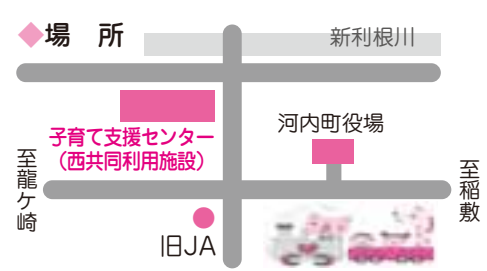 ◆場　所
新利根川
子育て支援センター
（西共同利用施設）
河内町役場
至龍ケ崎
至稲敷
旧JA